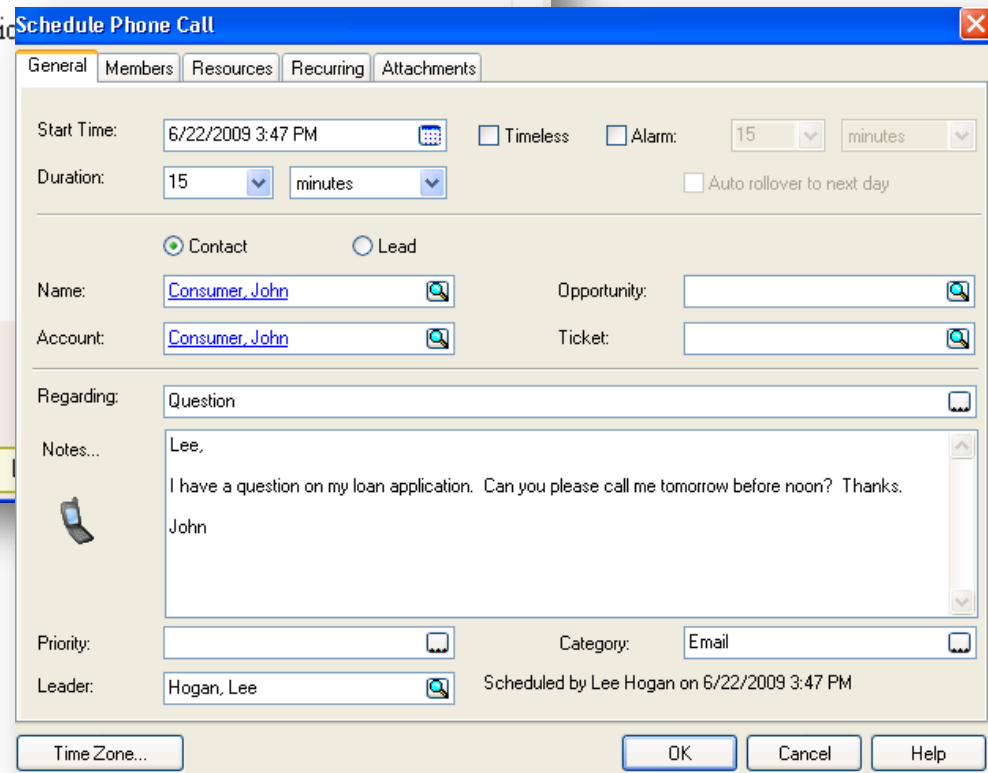 Schedule Phone Call
General Members Resources Recurring Attachments
Start Time: 6/22/2009 3:47 PM Timeless Alarm: 15 minutes
Duration: 15 minutes Auto rollover to next day
Contact Lead
Name: Consumer, John Opportunity:
Account: Consumer, John Ticket:
Regarding: Question
Notes... Lee,
I have a question on my loan application.  Can you please call me tomorrow before noon?  Thanks.
John
Priority: Category: Email
Leader: Hogan, Lee Scheduled by Lee Hogan on 6/22/2009 3:47 PM
Time Zone... OK Cancel Help